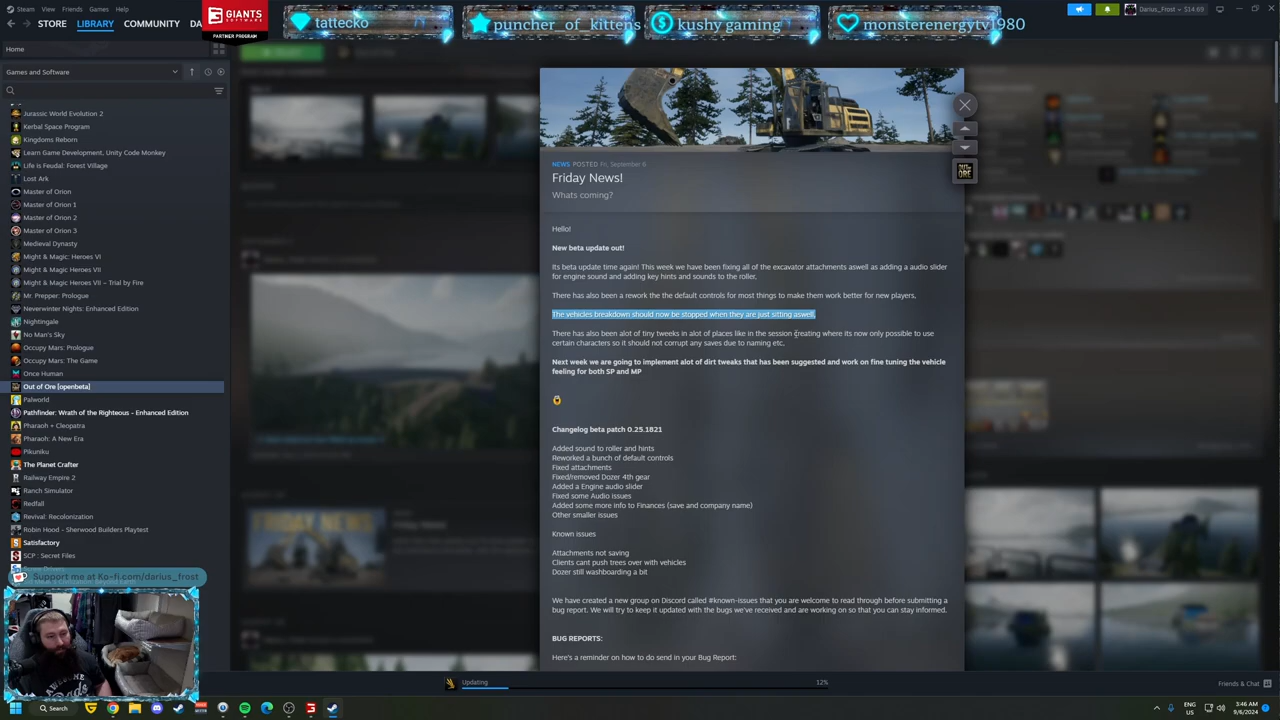 Steam View Friends Games Help
LIBRARY COMMUNITY DA
GIANTS
SOFTWARE
PARTNER PROGRAM
tattecko
puncher_of_kittens
kushy gaming
monsterenergytv1980
Darius_Frost
$14.69
Home
Games and Software
Jurassic World Evolution 2
Kerbal Space Program
Kingdoms Reborn
Learn Game Development, Unity Code Monkey
Life is Feudal: Forest Village
Lost Ark
Master of Orion
Master of Orion 1
Master of Orion 2
Master of Orion 3
Medieval Dynasty
Might & Magic: Heroes VI
Might & Magic Heroes VII
Might & Magic Heroes VII – Trial by Fire
Mr. Prepper: Prologue
Neverwinter Nights: Enhanced Edition
Nightingale
No Man's Sky
Occupy Mars: Prologue
Occupy Mars: The Game
Once Human
Out of Ore [openbeta]
Palworld
Pathfinder: Wrath of the Righteous - Enhanced Edition
Pharaoh + Cleopatra
Pharaoh: A New Era
Pikuniku
The Planet Crafter
Railway Empire 2
Ranch Simulator
Redfall
Revival: Recolonization
Robin Hood - Sherwood Builders Playtest
Satisfactory
SCP : Secret Files
Support me at Ko-fi.com/darius_frost
NEWS POSTED Fri, September 6
Friday News!
Whats coming?
OUT OF
ORE
Hello!
New beta update out!
Its beta update time again! This week we have been fixing all of the excavator attachments aswell as adding a audio slider
for engine sound and adding key hints and sounds to the roller,
There has also been a rework the the default controls for most things to make them work better for new players,
The vehicles breakdown should now be stopped when they are just sitting aswell,
There has also been alot of tiny tweeks in alot of places like in the session creating where its now only possible to use
certain characters so it should not corrupt any saves due to naming etc,
Next week we are going to implement alot of dirt tweaks that has been suggested and work on fine tuning the vehicle
feeling for both SP and MP
Changelog beta patch 0.25.1821
Added sound to roller and hints
Reworked a bunch of default controls
Fixed attachments
Fixed/removed Dozer 4th gear
Added a Engine audio slider
Fixed some Audio issues
Added some more info to Finances (save and company name)
Other smaller issues
Known issues
Attachments not saving
Clients cant push trees over with vehicles
Dozer still washboarding a bit
We have created a new group on Discord called #known-issues that you are welcome to read through before submitting a
bug report. We will try to keep it updated with the bugs we've received and are working on so that you can stay informed.
BUG REPORTS:
Here's a reminder on how to do send in your Bug Report:
Updating
12%
Friends & Chat
Search
ENG
US
3:46 AM
9/6/2024